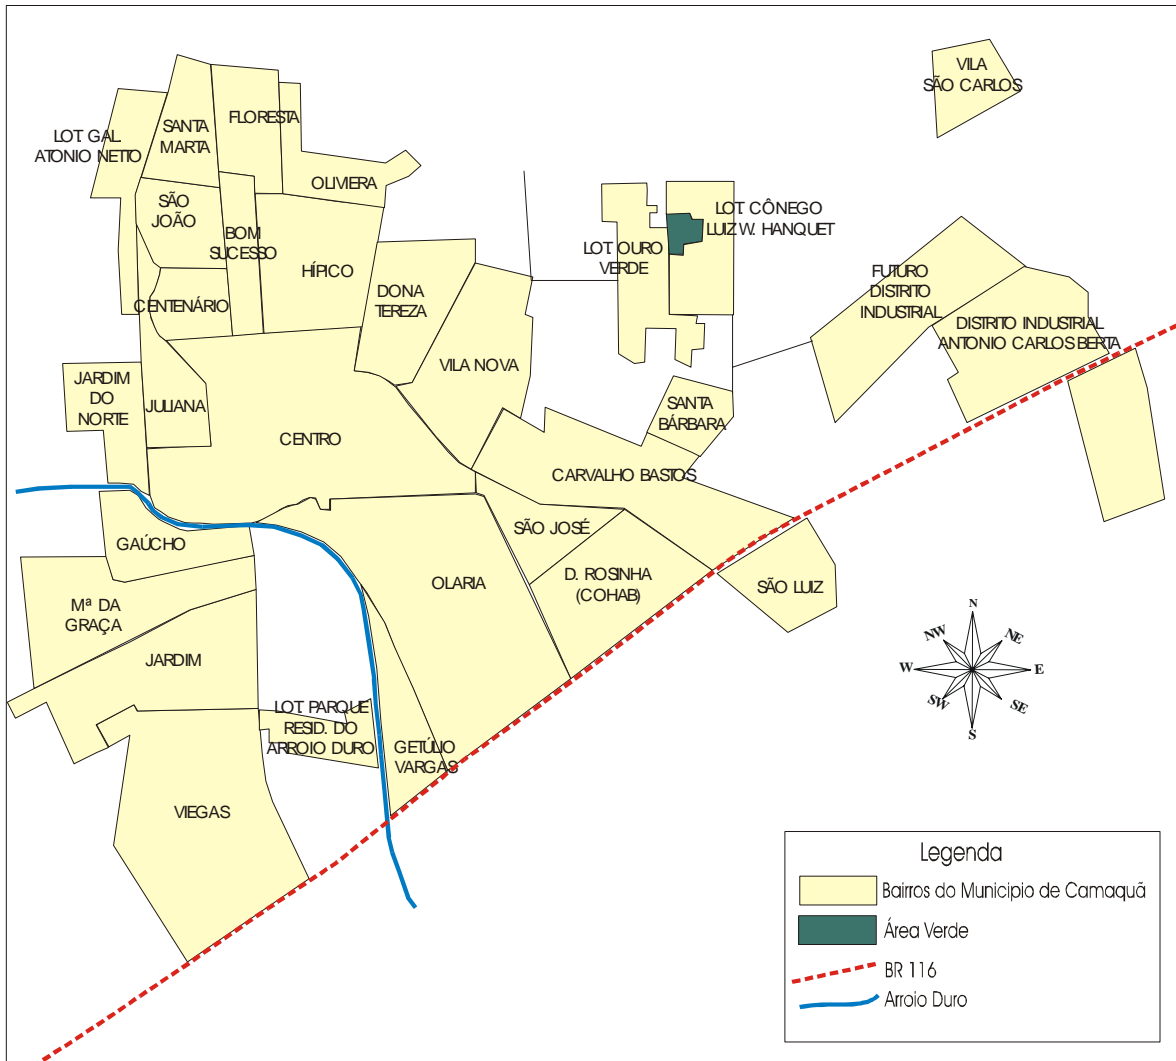 VILA
SÃO CARLOS
FLORESTA
SANTA
MARTA
LOT. GAL.
ATONIO NETTO
OLIVIERA
SÃO
JOÃO
LOT. CÔNEGO
LUIZ W. HANQUET
BOM
SUCESSO
LOT. OURO
VERDE
HÍPICO
FUTURO
DISTRITO
INDUSTRIAL
DONA
TEREZA
CENTENÁRIO
DISTRITO INDUSTRIAL
ANTONIO CARLOS BERTA
VILA NOVA
JARDIM
DO
NORTE
JULIANA
SANTA
BÁRBARA
CENTRO
CARVALHO BASTOS
SÃO JOSÉ
GAÚCHO
OLARIA
D. ROSINHA
(COHAB)
SÃO LUIZ
Mª DA
GRAÇA
JARDIM
N
NW
NE
W
E
SW
SE
S
LOT. PARQUE
RESID. DO
ARROIO DURO
GETÚLIO
VARGAS
VIEGAS
Legenda
Bairros do Municipio de Camaquã
Área Verde
BR 116
Arroio Duro